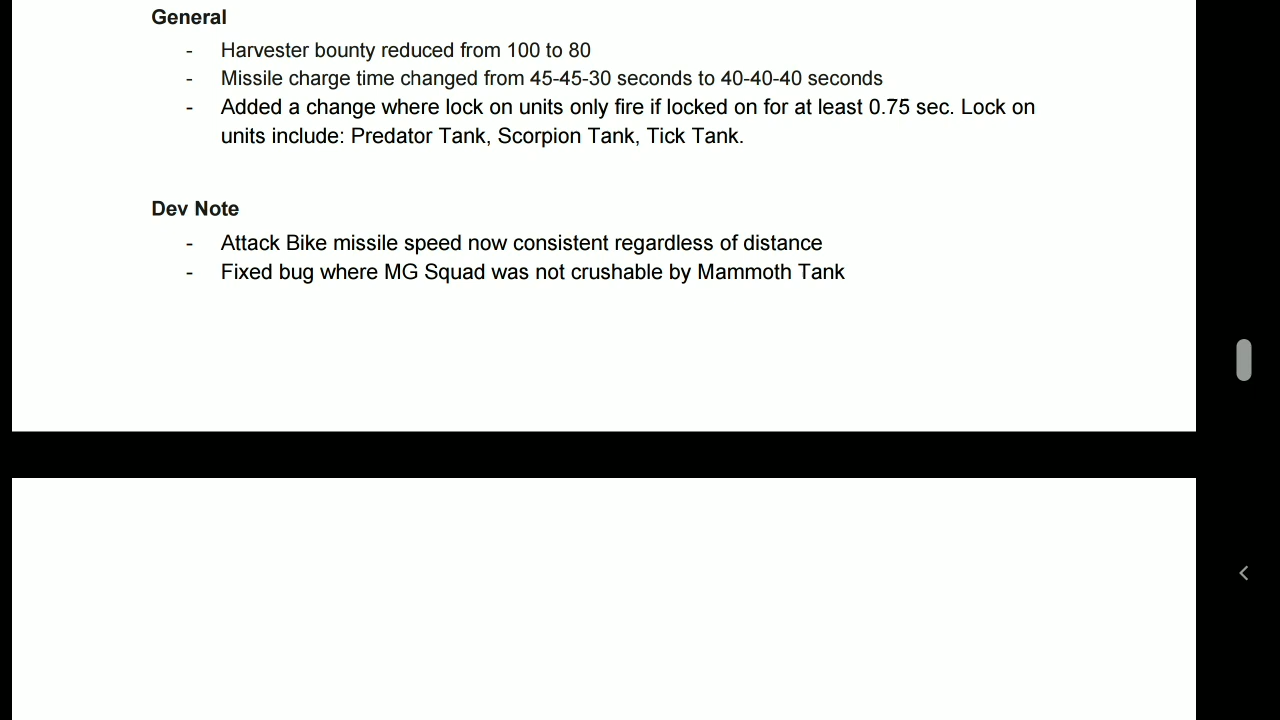 General
- Harvester bounty reduced from 100 to 80
- Missile charge time changed from 45-45-30 seconds to 40-40-40 seconds
- Added a change where lock on units only fire if locked on for at least 0.75 sec. Lock on
units include: Predator Tank, Scorpion Tank, Tick Tank.
Dev Note
- Attack Bike missile speed now consistent regardless of distance
- Fixed bug where MG Squad was not crushable by Mammoth Tank